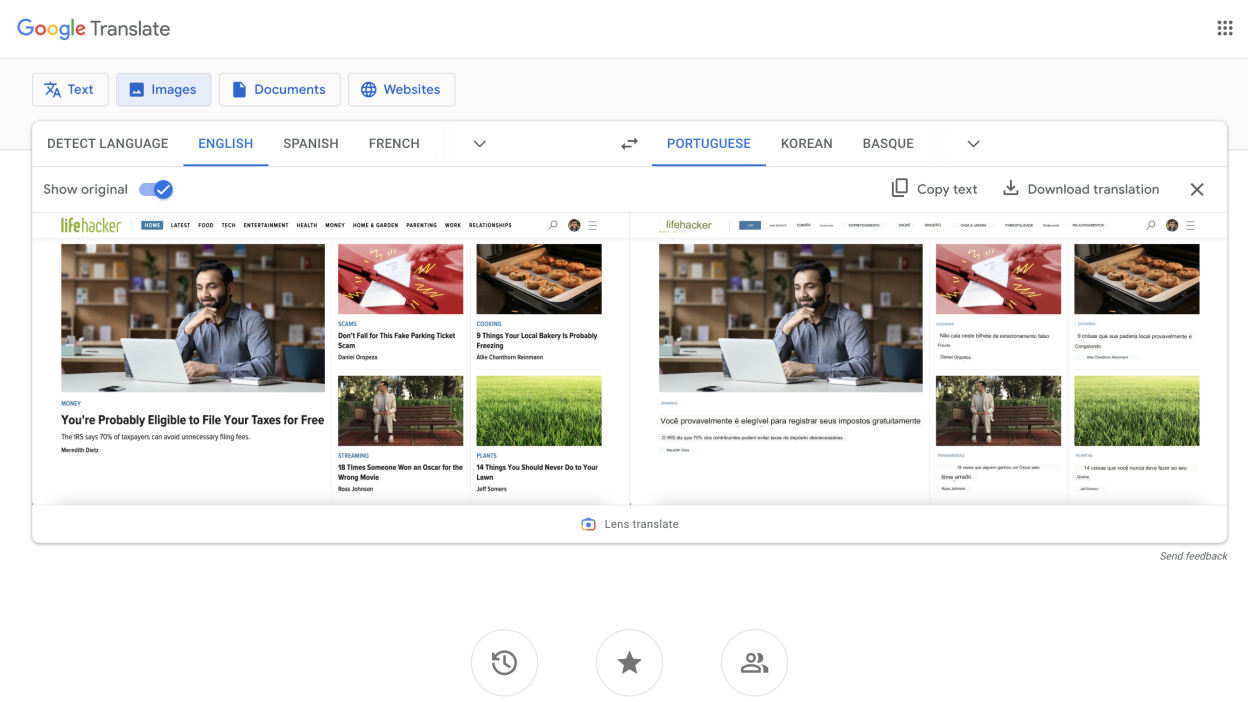 Google Translate
Text Images Documents Websites
DETECT LANGUAGE ENGLISH SPANISH FRENCH PORTUGUESE KOREAN BASQUE
Show original Copy text Download translation
lifehacker HOME LATEST FOOD TECH ENTERTAINMENT HEALTH MONEY HOME & GARDEN PARENTING WORK RELATIONSHIPS
MONEY
You're Probably Eligible to File Your Taxes for Free
The IRS says 70% of taxpayers can avoid unnecessary filing fees.
Meredith Dietz
SCAMS
Don't Fall for This Fake Parking Ticket
Scam
Daniel Oropeza
COOKING
9 Things Your Local Bakery Is Probably
Freezing
Allie Chanthorn Reinmann
STREAMING
18 Times Someone Won an Oscar for the
Wrong Movie
Ross Johnson
PLANTS
14 Things You Should Never Do to Your
Lawn
Jeff Somers
lifehacker ENTRETENIMENTO SAÚDE DINHEIRO CASA E JARDIM PARENTALIDADE RELACIONAMENTOS
Você provavelmente é elegível para registrar seus impostos gratuitamente
O IRS diz que 70% dos contribuintes podem evitar taxas de depósito desnecessárias.
Meredith Dietz
Não caia neste bilhete de estacionamento falso
Fraude
Daniel Oropeza
9 coisas que sua padaria local provavelmente é
Congelando
Allie Chanthorn Reinmann
TRANSMISSÃO
18 vezes que alguém ganhou um Oscar pelo
filme errado
Ross Johnson
PLANTAS
14 coisas que você nunca deve fazer ao seu
Grama
Jeff Somers
Lens translate
Send feedback